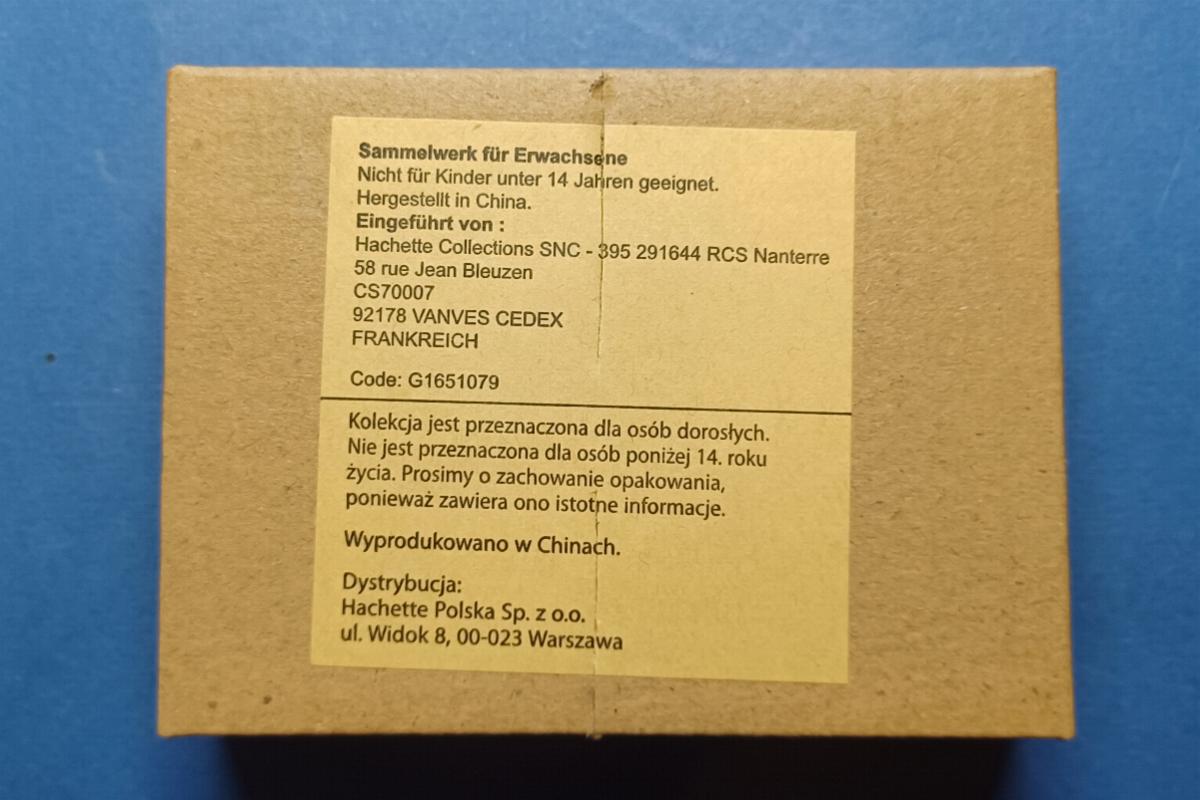 Sammelwerk für Erwachsene
Nicht für Kinder unter 14 Jahren geeignet.
Hergestellt in China.
Eingeführt von :
Hachette Collections SNC - 395 291644 RCS Nanterre
58 rue Jean Bleuzen
CS70007
92178 VANVES CEDEX
FRANKREICH
Code: G1651079
Kolekcja jest przeznaczona dla osób dorosłych.
Nie jest przeznaczona dla osób poniżej 14. roku
życia. Prosimy o zachowanie opakowania,
ponieważ zawiera ono istotne informacje.
Wyprodukowano w Chinach.
Dystrybucja:
Hachette Polska Sp. z o.o.
ul. Widok 8, 00-023 Warszawa